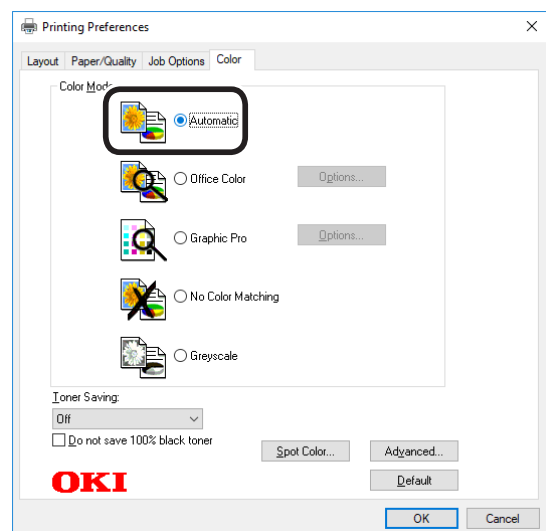 Printing Preferences
Layout Paper/Quality Job Options Color
Color Mode
Automatic
Office Color Options...
Graphic Pro Options...
No Color Matching
Greyscale
Toner Saving:
Off
Do not save 100% black toner
Spot Color... Advanced...
OKI Default
OK Cancel